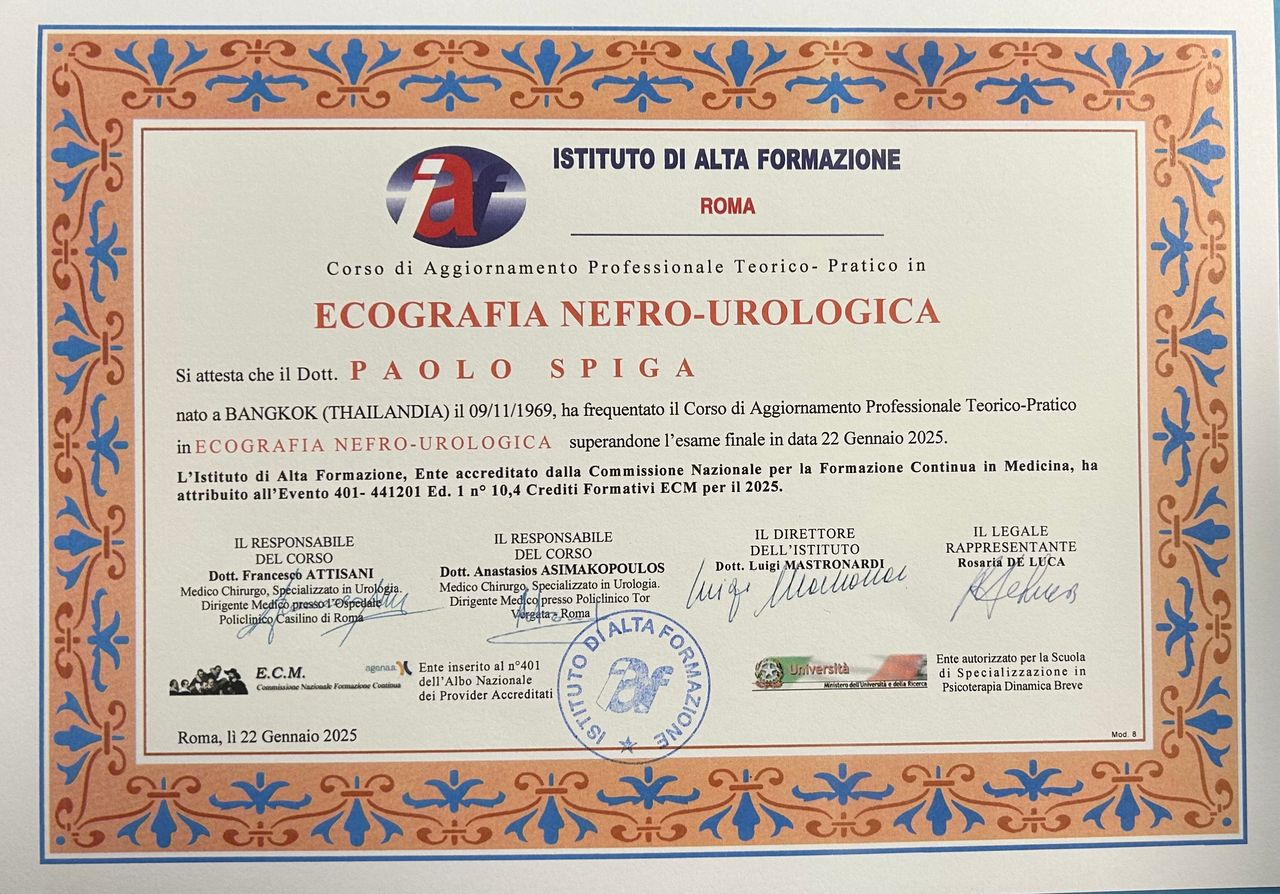 iaf
ISTITUTO DI ALTA FORMAZIONE
ROMA
Corso di Aggiornamento Professionale Teorico- Pratico in
ECOGRAFIA NEFRO-UROLOGICA
Si attesta che il Dott. PAOLO SPIGA
nato a BANGKOK (THAILANDIA) il 09/11/1969, ha frequentato il Corso di Aggiornamento Professionale Teorico-Pratico
in ECOGRAFIA NEFRO-UROLOGICA superandone l'esame finale in data 22 Gennaio 2025.
L'Istituto di Alta Formazione, Ente accreditato dalla Commissione Nazionale per la Formazione Continua in Medicina, ha
attribuito all'Evento 401- 441201 Ed. 1 n° 10,4 Crediti Formativi ECM per il 2025.
IL RESPONSABILE
DEL CORSO
Dott. Francesco ATTISANI
Medico Chirurgo, Specializzato in Urologia.
Dirigente Medico presso l'Ospedale
Policlinico Casilino di Roma
IL RESPONSABILE
DEL CORSO
Dott. Anastasios ASIMAKOPOULOS
Medico Chirurgo, Specializzato in Urologia.
Dirigente Medico presso Policlinico Tor
Vergata - Roma
IL DIRETTORE
DELL'ISTITUTO
Dott. Luigi MASTRONARDI
IL LEGALE
RAPPRESENTANTE
Rosaria DE LUCA
E.C.M.
Commissione Nazionale Formazione Continua
agenas
Ente inserito al n°401
dell'Albo Nazionale
dei Provider Accreditati
ISTITUTO DI ALTA FORMAZIONE
iaf
Università
Ministero dell'Università e della Ricerca
Ente autorizzato per la Scuola
di Specializzazione in
Psicoterapia Dinamica Breve
Roma, lì 22 Gennaio 2025
Mod. 8